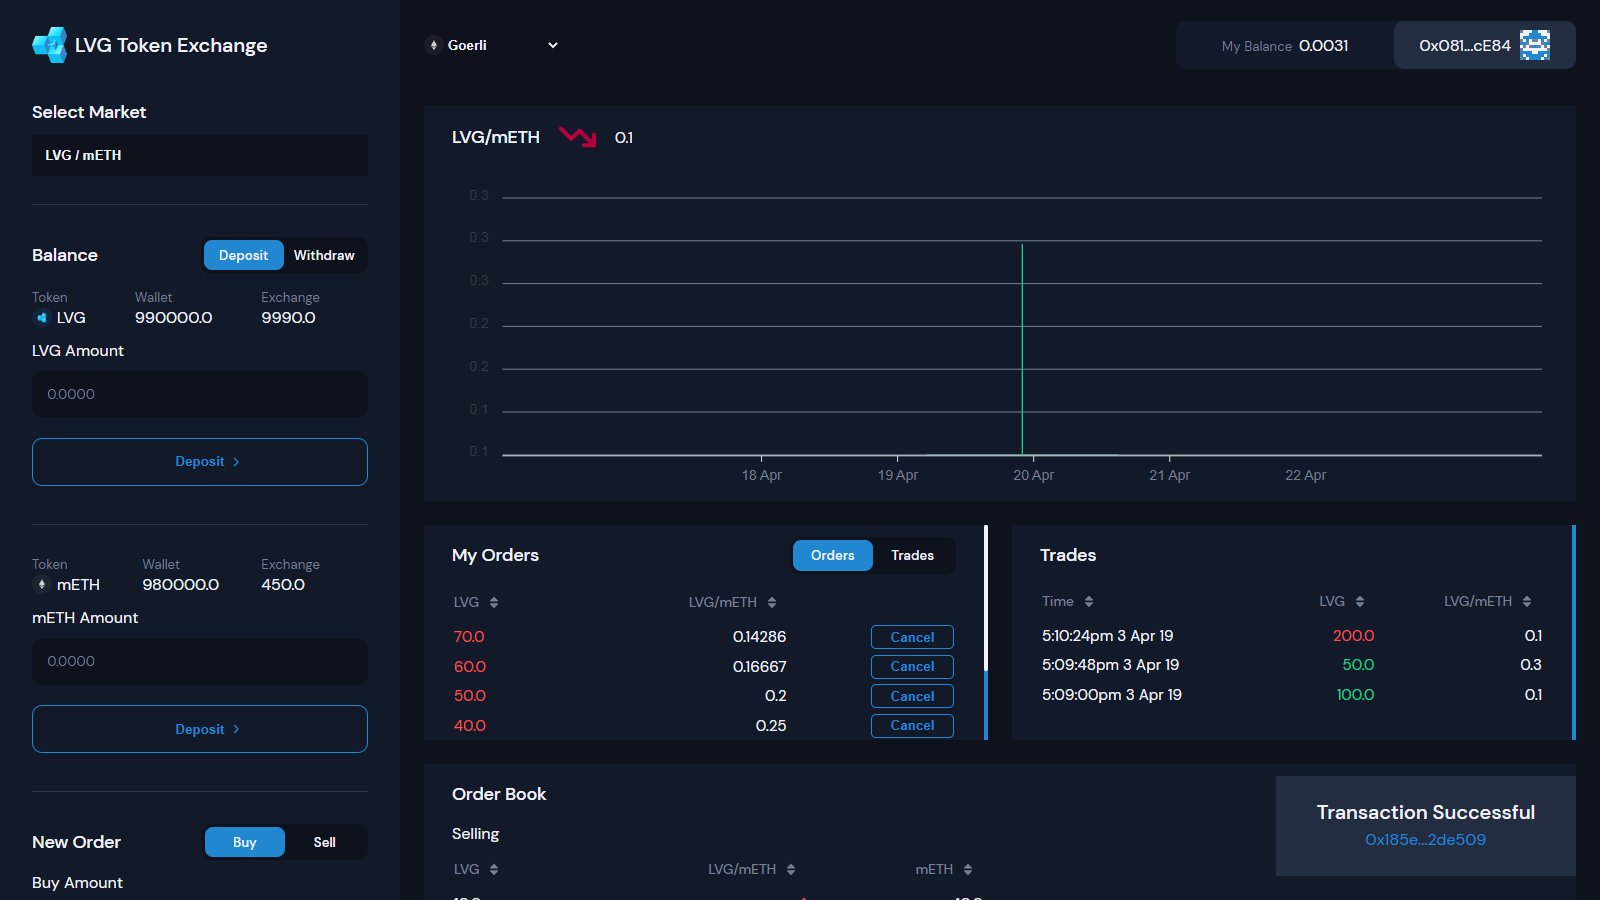 LVG Token Exchange
Goerli
My Balance 0.0031
0x081...cE84
Select Market
LVG / mETH
Balance
Deposit Withdraw
Token Wallet Exchange
LVG 990000.0 9990.0
LVG Amount
0.0000
Deposit >
Token Wallet Exchange
mETH 980000.0 450.0
mETH Amount
0.0000
Deposit >
New Order
Buy Sell
Buy Amount
LVG/mETH 0.1
0.3
0.3
0.3
0.2
0.2
0.1
0.1
18 Apr 19 Apr 20 Apr 21 Apr 22 Apr
My Orders
Orders Trades
LVG LVG/mETH
70.0 0.14286 Cancel
60.0 0.16667 Cancel
50.0 0.2 Cancel
40.0 0.25 Cancel
Trades
Time LVG LVG/mETH
5:10:24pm 3 Apr 19 200.0 0.1
5:09:48pm 3 Apr 19 50.0 0.3
5:09:00pm 3 Apr 19 100.0 0.1
Order Book
Selling
LVG LVG/mETH mETH
Transaction Successful
0x185e...2de509